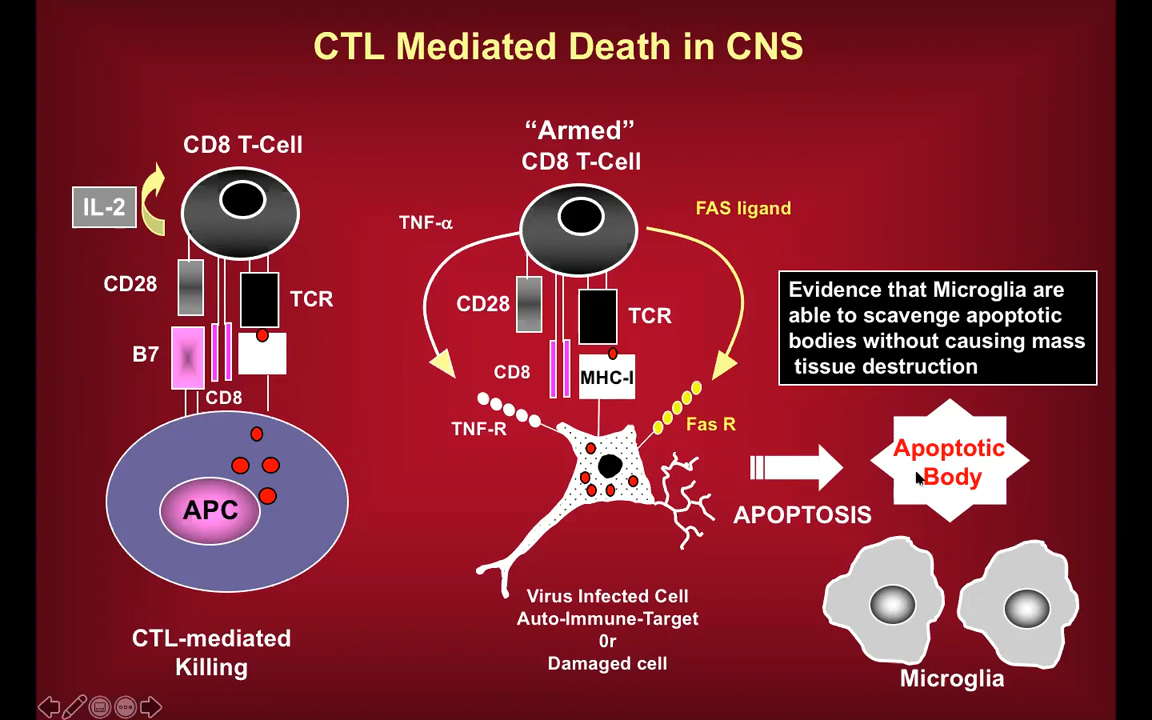 CTL Mediated Death in CNS
CD8 T-Cell
IL-2
CD28
TCR
B7
CD8
APC
CTL-mediated
Killing
“Armed”
CD8 T-Cell
TNF-α
FAS ligand
CD28
TCR
CD8
MHC-I
TNF-R
Fas R
Virus Infected Cell
Auto-Immune-Target
0r
Damaged cell
APOPTOSIS
Evidence that Microglia are
able to scavenge apoptotic
bodies without causing mass
tissue destruction
Apoptotic
Body
Microglia